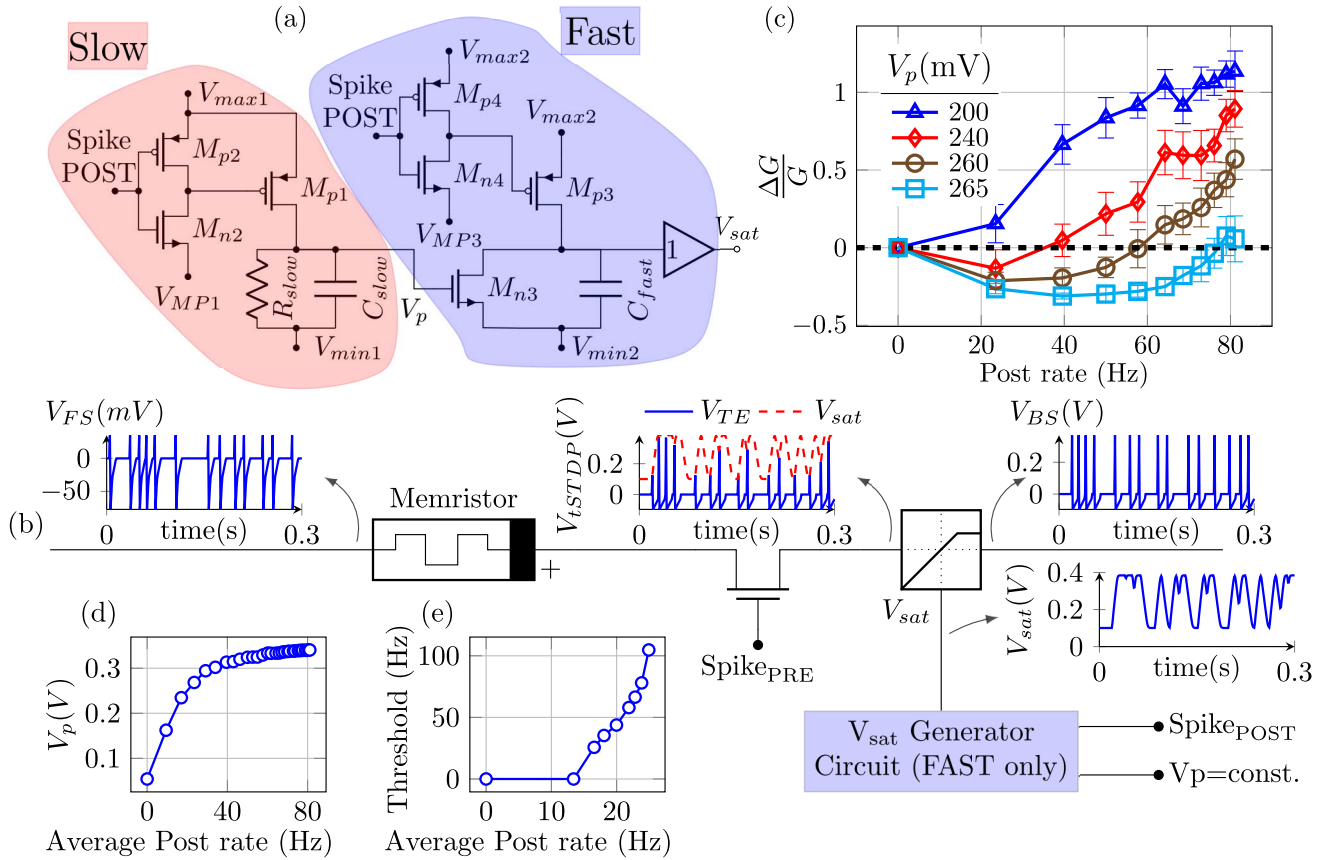 (a)
Slow
Fast
V_max1
Spike
POST
M_p2
M_n2
V_MP1
M_p1
R_slow
C_slow
V_min1
V_p
V_max2
Spike
POST
M_p4
M_n4
V_MP3
V_max2
M_p3
M_n3
C_fast
V_min2
1
V_sat
(c)
V_p(mV)
200
240
260
265
ΔG/G
1
0.5
0
−0.5
0 20 40 60 80
Post rate (Hz)
(b)
V_FS(mV)
0
−50
0 time(s) 0.3
Memristor
+
V_TE V_sat
V_tSTDP(V)
0.2
0
0 time(s) 0.3
Spike_PRE
V_sat
V_BS(V)
0.2
0
0 time(s) 0.3
V_sat(V)
0.4
0.2
0
0 time(s) 0.3
V_sat Generator
Circuit (FAST only)
Spike_POST
Vp=const.
(d)
V_p(V)
0.3
0.2
0.1
0 40 80
Average Post rate (Hz)
(e)
Threshold (Hz)
100
50
0
0 10 20
Average Post rate (Hz)